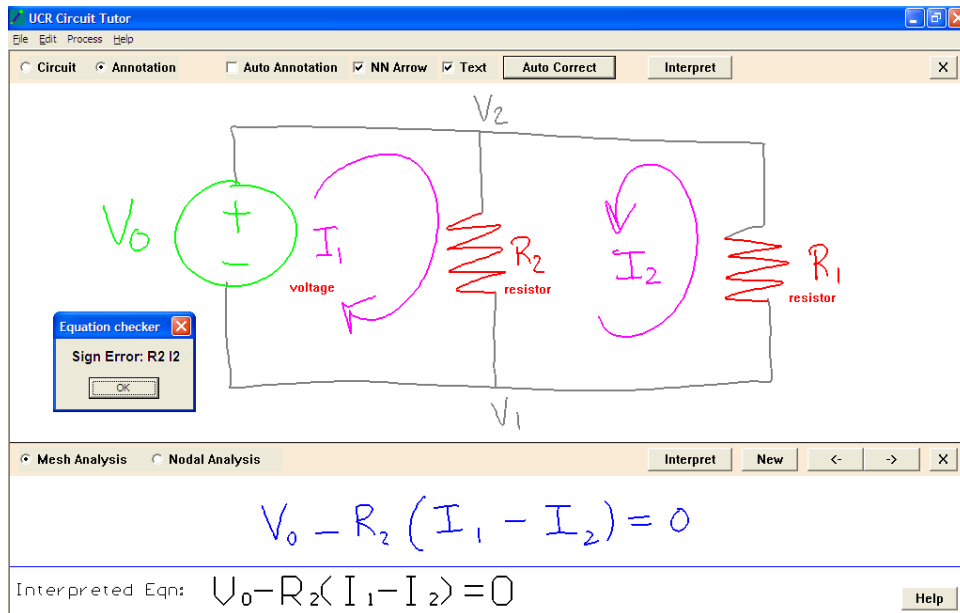 UCR Circuit Tutor
File Edit Process Help
Circuit Annotation Auto Annotation NN Arrow Text Auto Correct Interpret X
V2
V0 + − I1 voltage R2 resistor I2 R1 resistor
Equation checker
Sign Error: R2 I2
OK
V1
Mesh Analysis Nodal Analysis Interpret New <- -> X
V₀ − R₂ (I₁ − I₂) = 0
Interpreted Eqn: V₀−R₂(I₁−I₂)=0
Help